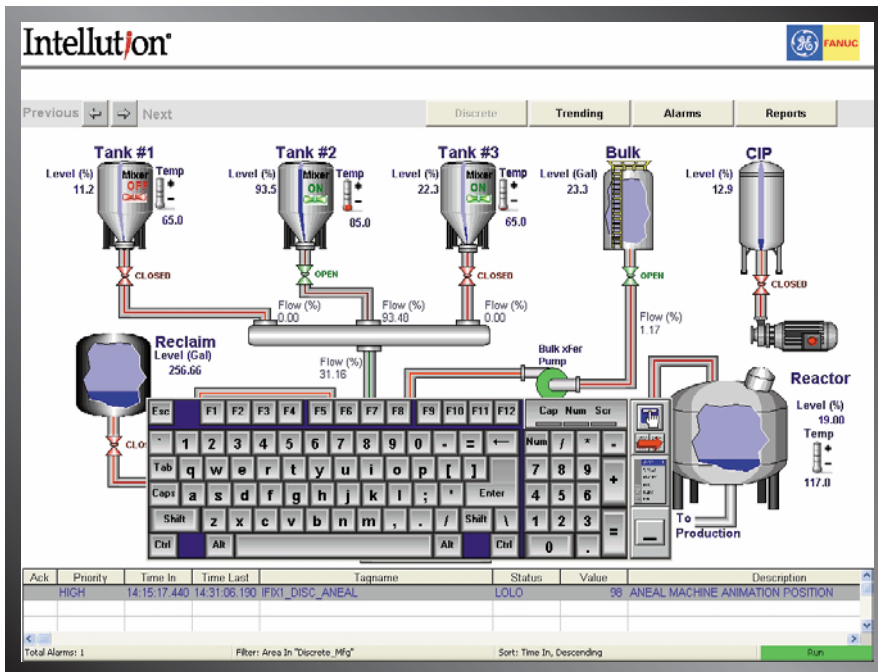 Intellution
GE FANUC
Previous Next Discrete Trending Alarms Reports
Tank #1 Tank #2 Tank #3 Bulk CIP
Level (%) Mixer Temp Level (%) Mixer Temp Level (%) Mixer Temp Level (Gal) Level (%)
11.2 OFF 93.5 ON 22.3 ON 23.3 12.9
+ + +
- - -
65.0 85.0 65.0
CLOSED OPEN CLOSED OPEN CLOSED
Flow (%) Flow (%) Flow (%) Flow (%)
0.00 93.48 0.00 1.17
Reclaim
Level (Gal)
256.66
Flow (%)
31.16
Bulk xFer
Pump
Reactor
Level (%)
19.00
Temp
+
-
117.0
CLO
To
Production
Esc F1 F2 F3 F4 F5 F6 F7 F8 F9 F10 F11 F12 Cap Num Scr
` 1 2 3 4 5 6 7 8 9 0 - = ← Num / * -
Tab q w e r t y u i o p [ ] 7 8 9 +
Caps a s d f g h j k l ; ' Enter 4 5 6
Shift z x c v b n m , . / Shift \ 1 2 3 =
Ctrl Alt Alt Ctrl 0 .
Ack Priority Time In Time Last Tagname Status Value Description
HIGH 14:15:17.440 14:31:06.190 IFIX1_DISC_ANEAL LOLO 98 ANEAL MACHINE ANIMATION POSITION
Total Alarms: 1 Filter: Area In "Discrete_Mfg" Sort: Time In, Descending Run